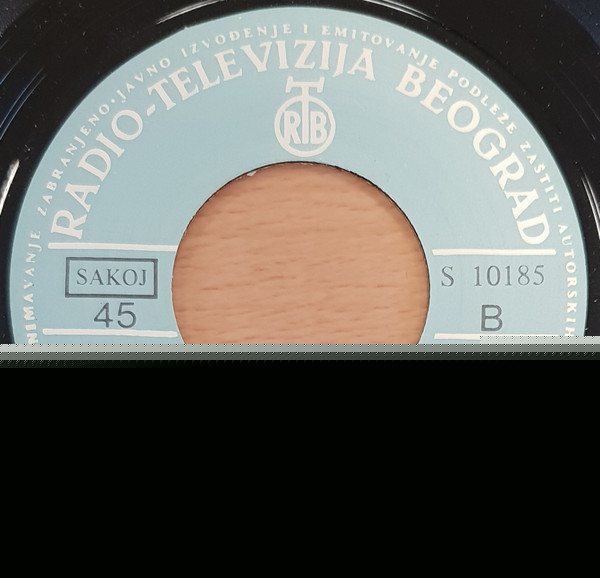 NIMAVANJE ZABRANJENO·JAVNO IZVOĐENJE I EMITOVANJE PODLEŽE ZAŠTITI AUTORSKIH
RADIO-TELEVIZIJA BEOGRAD
RTB
SAKOJ
S 10185
45
B